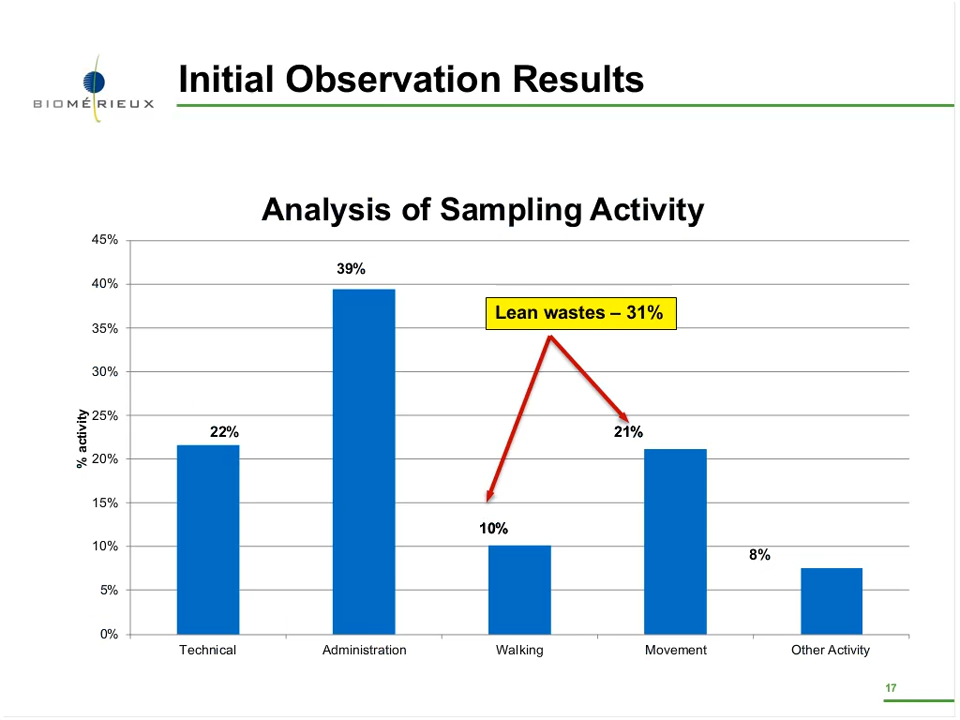 Initial Observation Results
BIOMÉRIEUX
Analysis of Sampling Activity
45%
40%
35%
30%
25%
20%
15%
10%
5%
0%
% activity
22%
39%
10%
21%
8%
Lean wastes – 31%
Technical
Administration
Walking
Movement
Other Activity
17